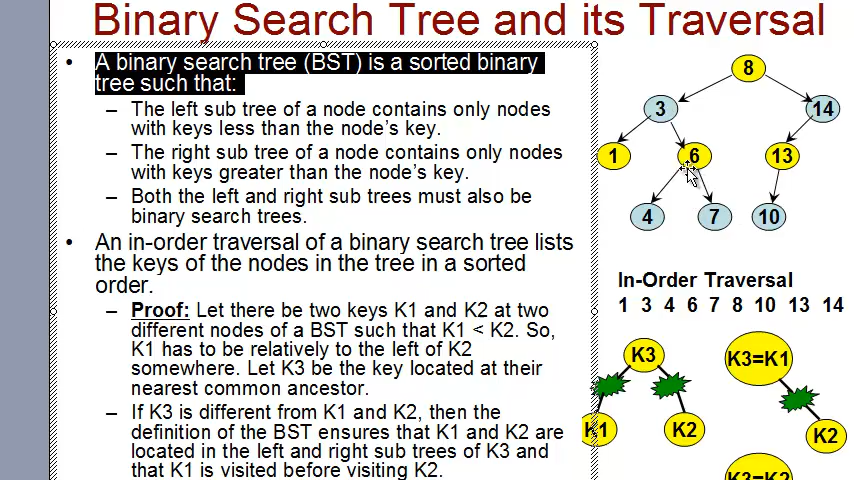 Binary Search Tree and its Traversal
• A binary search tree (BST) is a sorted binary
tree such that:
– The left sub tree of a node contains only nodes
with keys less than the node's key.
– The right sub tree of a node contains only nodes
with keys greater than the node's key.
– Both the left and right sub trees must also be
binary search trees.
• An in-order traversal of a binary search tree lists
the keys of the nodes in the tree in a sorted
order.
– Proof: Let there be two keys K1 and K2 at two
different nodes of a BST such that K1 < K2. So,
K1 has to be relatively to the left of K2
somewhere. Let K3 be the key located at their
nearest common ancestor.
– If K3 is different from K1 and K2, then the
definition of the BST ensures that K1 and K2 are
located in the left and right sub trees of K3 and
that K1 is visited before visiting K2.
8
3 14
1 6 13
4 7 10
In-Order Traversal
1 3 4 6 7 8 10 13 14
K3
K1 K2
K3=K1
K2
K3=K2